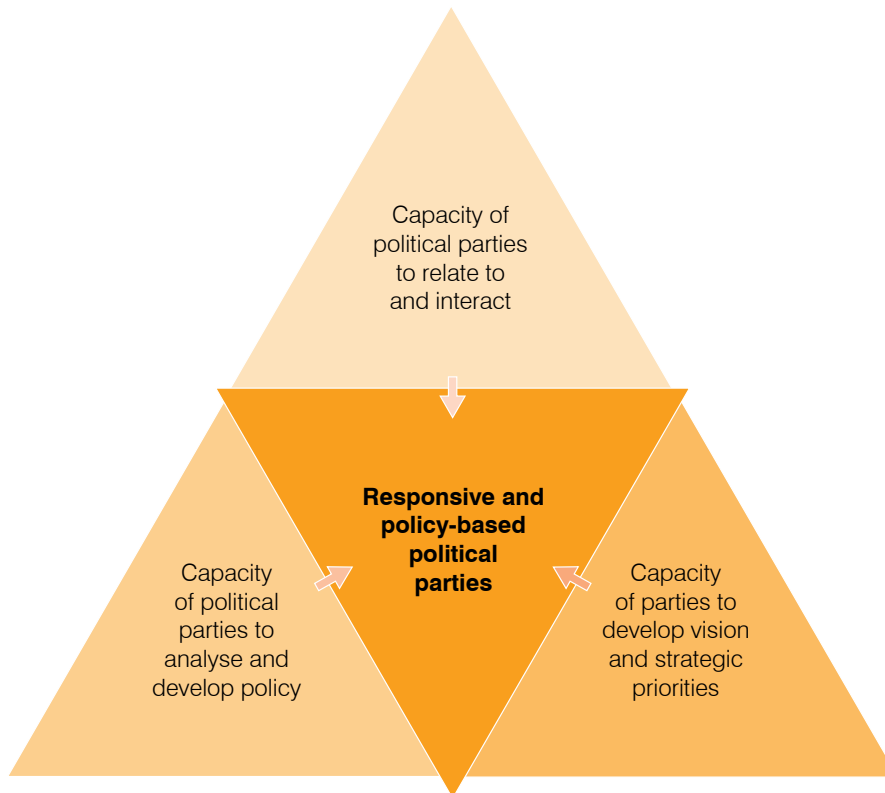 Capacity of
political parties
to relate to
and interact
Responsive and
policy-based
political
parties
Capacity
of political
parties to
analyse and
develop policy
Capacity
of parties to
develop vision
and strategic
priorities